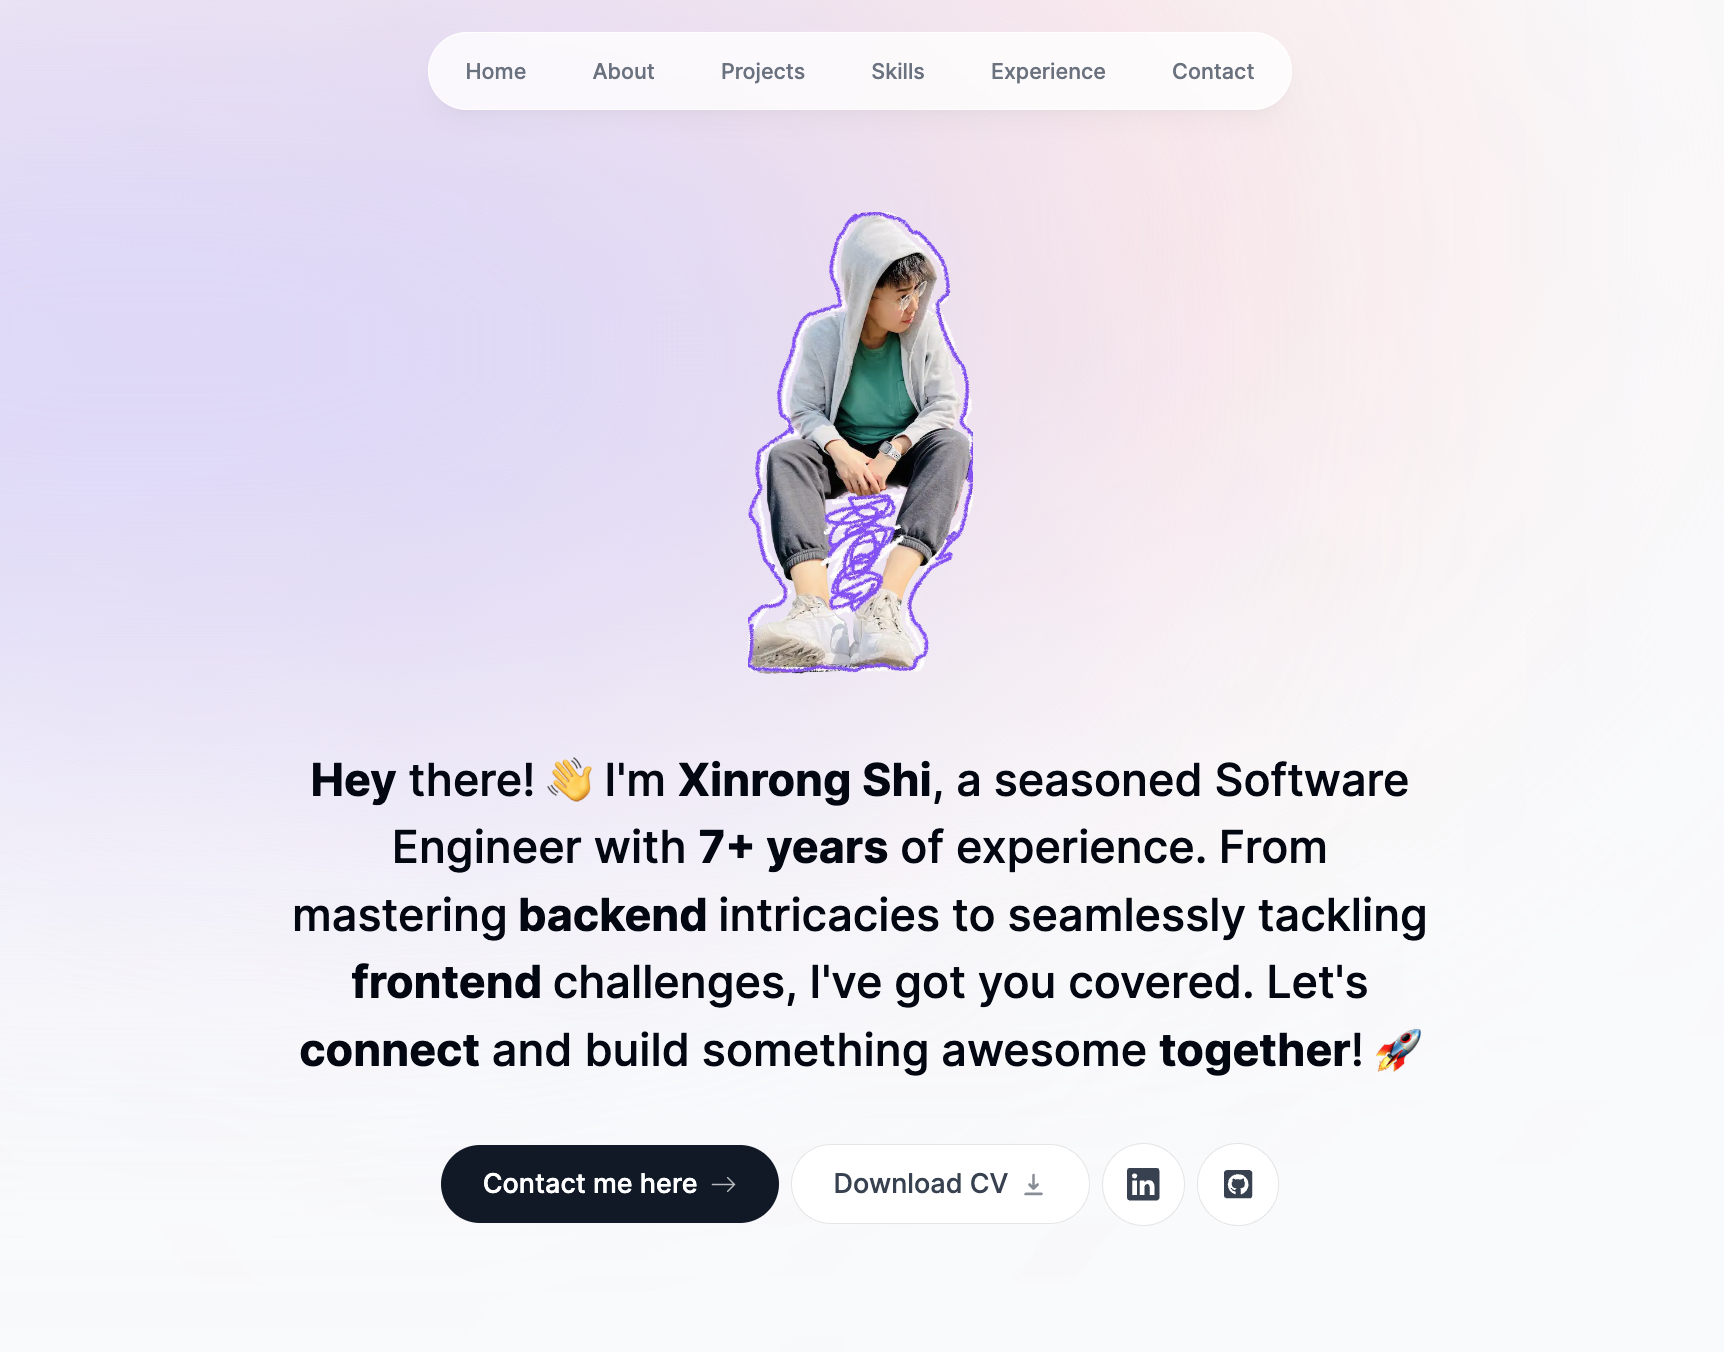 Home About Projects Skills Experience Contact
Hey there! 👋 I'm Xinrong Shi, a seasoned Software
Engineer with 7+ years of experience. From
mastering backend intricacies to seamlessly tackling
frontend challenges, I've got you covered. Let's
connect and build something awesome together! 🚀
Contact me here → Download CV in